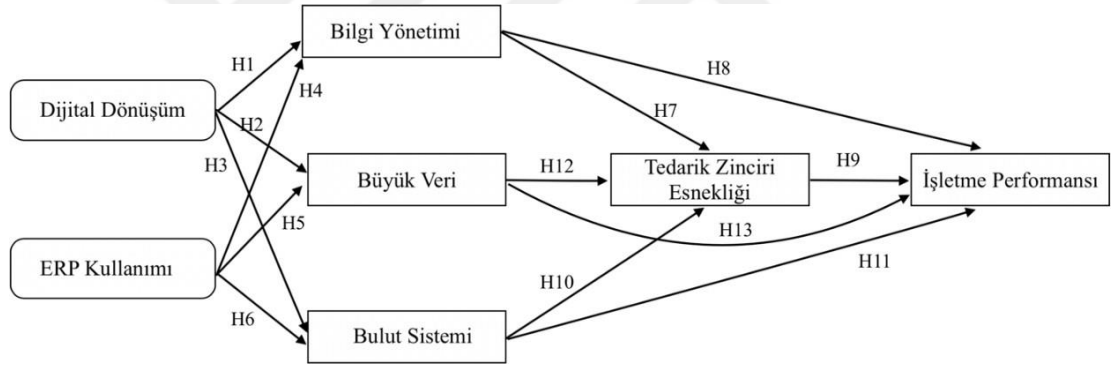 Bilgi Yönetimi
H1
H4
H8
Dijital Dönüşüm
H2
H7
H3
Büyük Veri
H12
Tedarik Zinciri
Esnekliği
H9
İşletme Performansı
H5
H13
ERP Kullanımı
H10
H11
H6
Bulut Sistemi